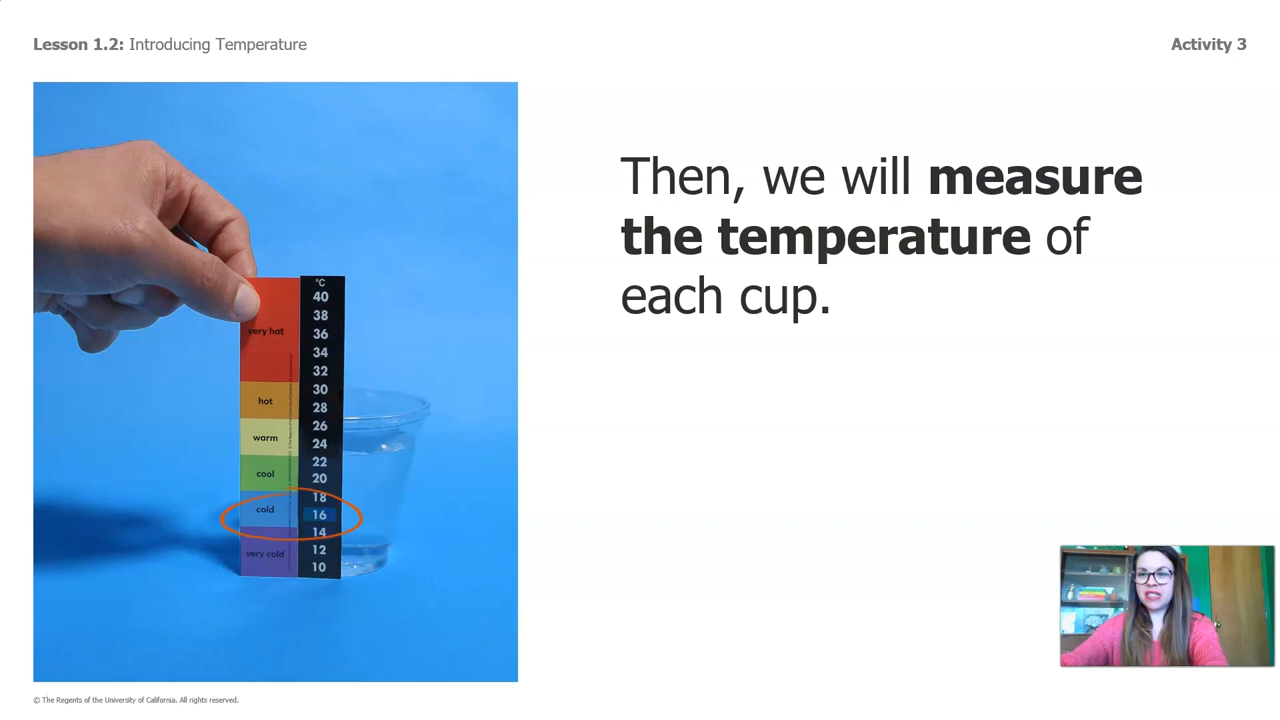 Lesson 1.2: Introducing Temperature
Activity 3
Then, we will measure
the temperature of
each cup.
°C
40
38
very hot
36
34
32
30
hot
28
26
warm
24
22
cool
20
18
cold
16
14
very cold
12
10
© The Regents of the University of California. All rights reserved.